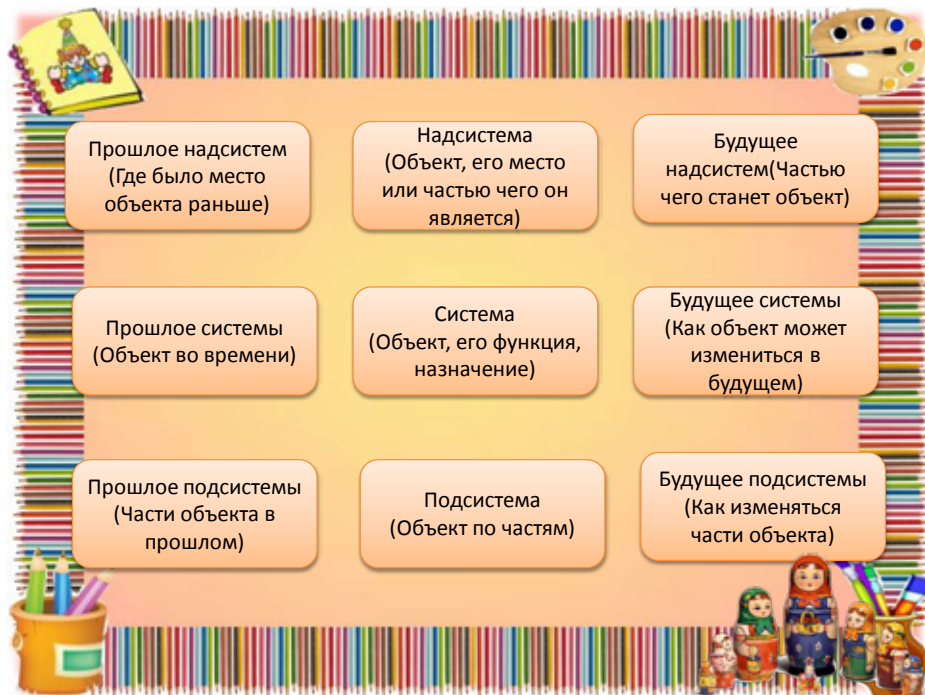 Прошлое надсистем
(Где было место
объекта раньше)
Надсистема
(Объект, его место
или частью чего он
является)
Будущее
надсистем(Частью
чего станет объект)
Прошлое системы
(Объект во времени)
Система
(Объект, его функция,
назначение)
Будущее системы
(Как объект может
измениться в
будущем)
Прошлое подсистемы
(Части объекта в
прошлом)
Подсистема
(Объект по частям)
Будущее подсистемы
(Как изменяться
части объекта)